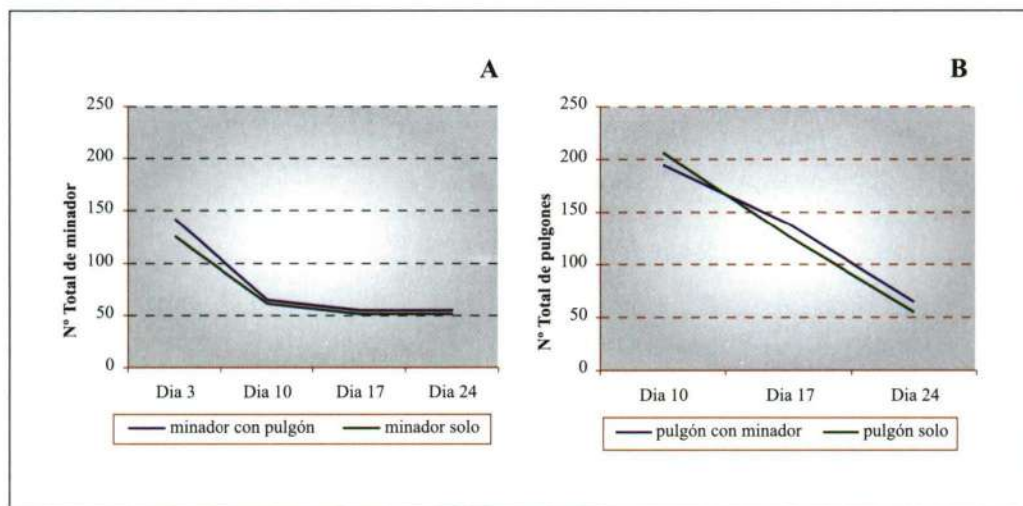 A
Nº Total de minador
250
200
150
100
50
0
Dia 3 Dia 10 Dia 17 Dia 24
minador con pulgón minador solo
B
Nº Total de pulgones
250
200
150
100
50
0
Dia 10 Dia 17 Dia 24
pulgón con minador pulgón solo